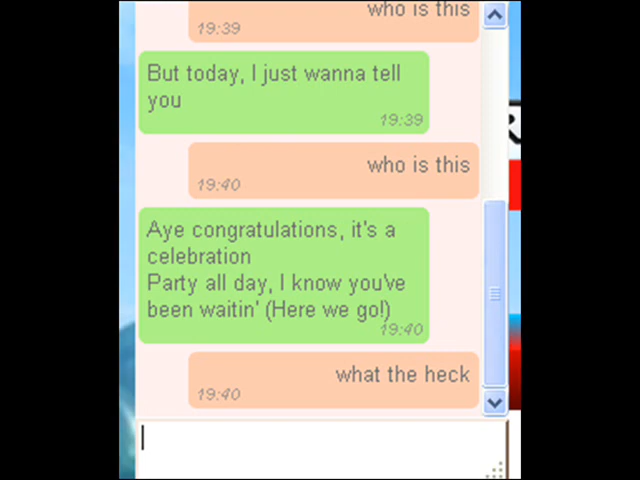 who is this
19:39
But today, I just wanna tell
you
19:39
who is this
19:40
Aye congratulations, it's a
celebration
Party all day, I know you've
been waitin' (Here we go!)
19:40
what the heck
19:40